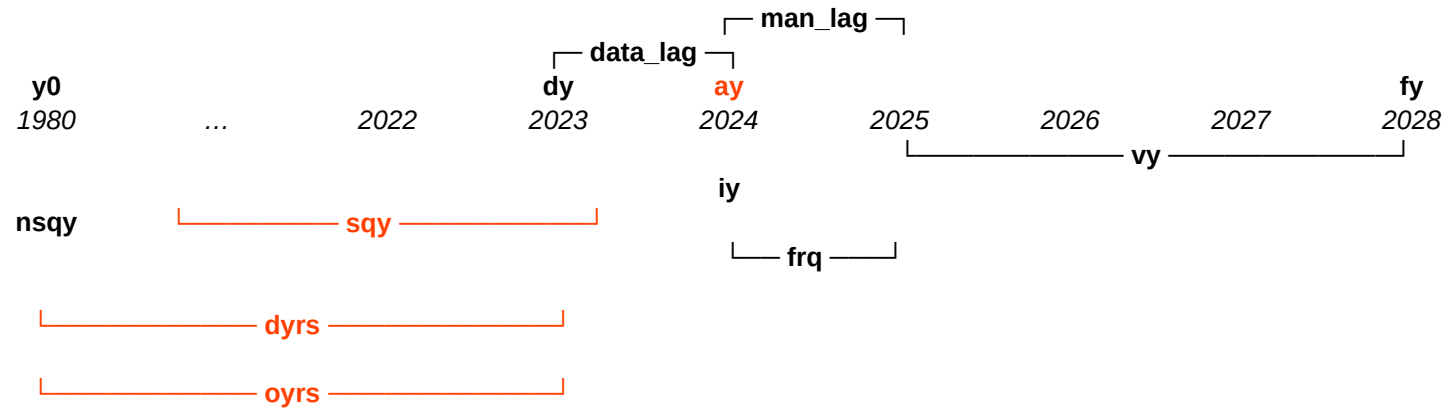 man_lag
data_lag
y0 dy ay fy
1980 … 2022 2023 2024 2025 2026 2027 2028
vy
iy
nsqy sqy
frq
dyrs
oyrs